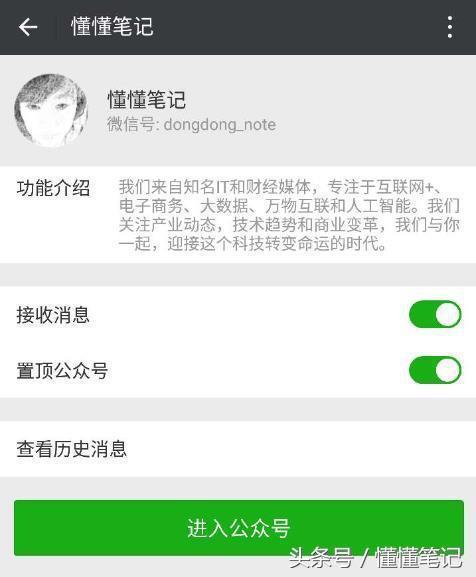 懂懂笔记
懂懂笔记
微信号: dongdong_note
功能介绍
我们来自知名IT和财经媒体，专注于互联网+、
电子商务、大数据、万物互联和人工智能。我们
关注产业动态，技术趋势和商业变革，我们与你
一起，迎接这个科技转变命运的时代。
接收消息
置顶公众号
查看历史消息
进入公众号
头条号 / 懂懂笔记